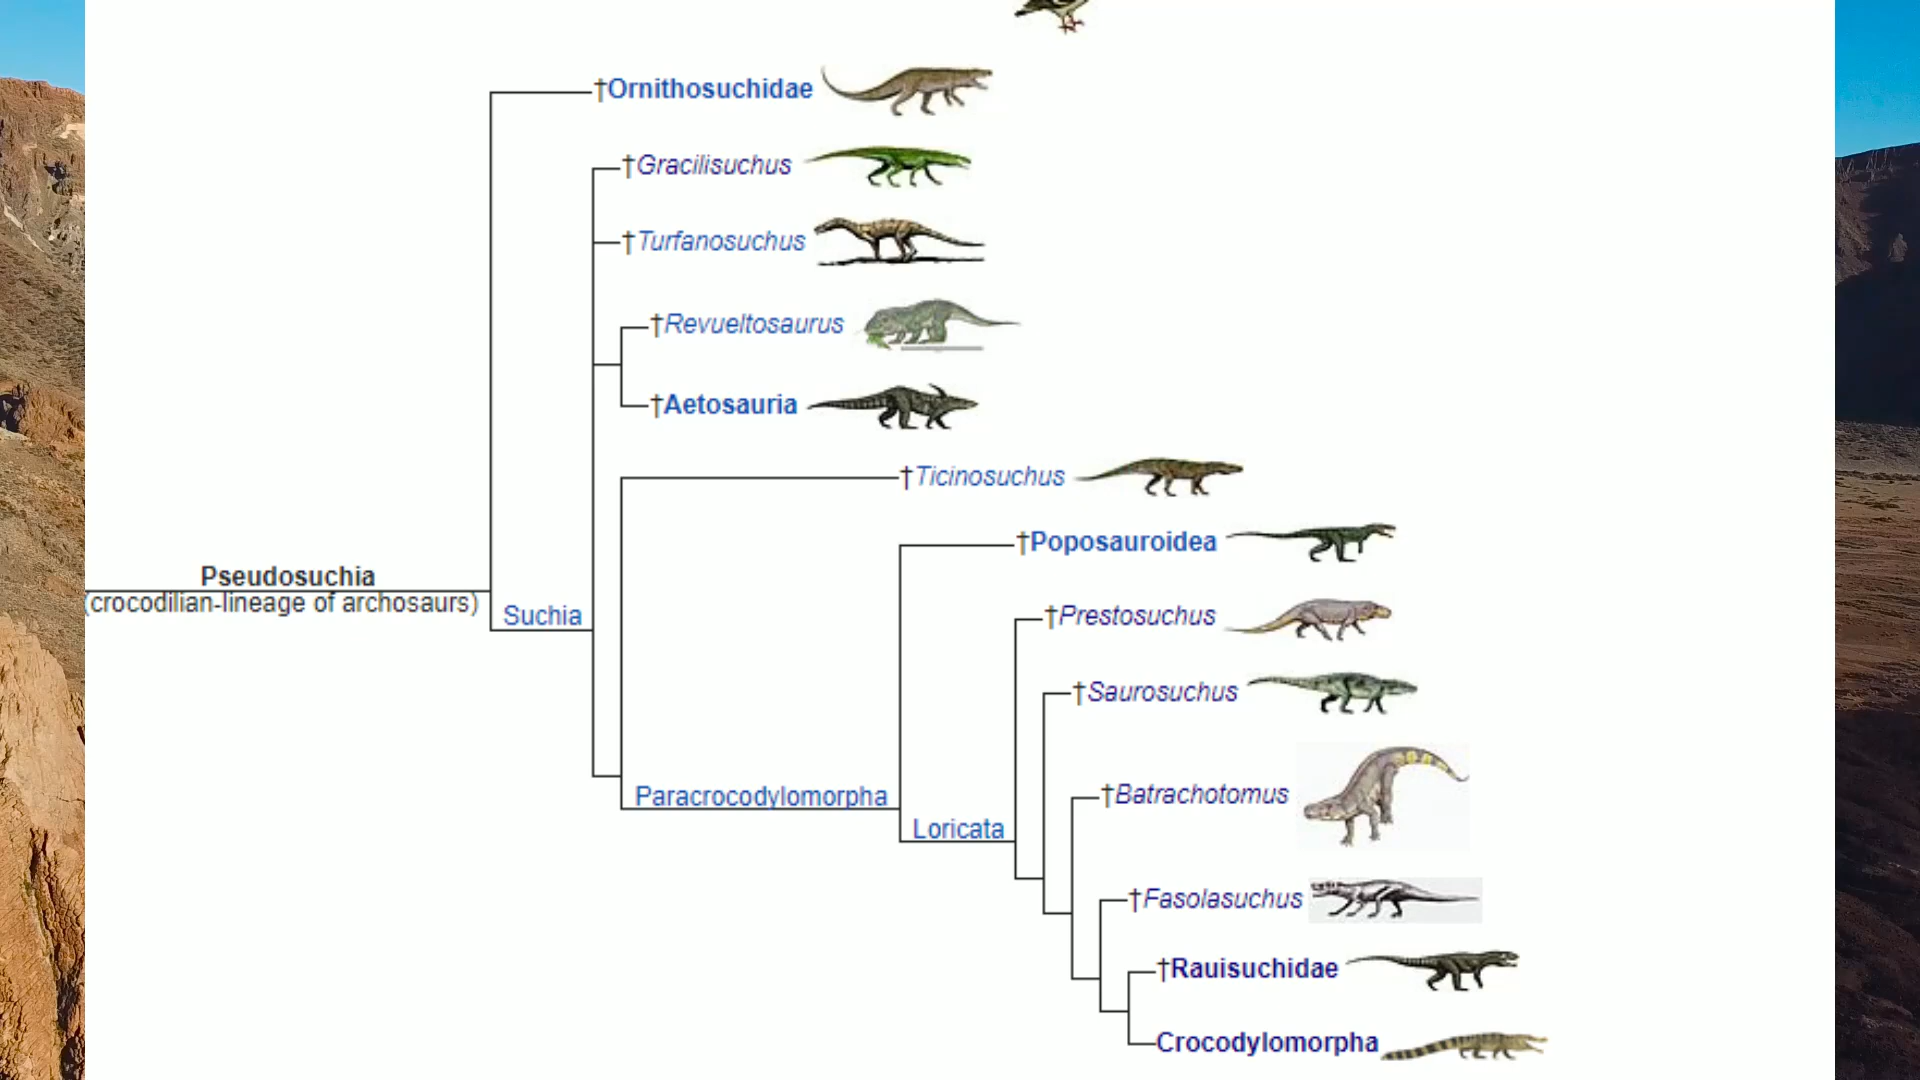 †Ornithosuchidae
†Gracilisuchus
†Turfanosuchus
†Revueltosaurus
†Aetosauria
†Ticinosuchus
†Poposauroidea
Pseudosuchia
(crocodilian-lineage of archosaurs)
Suchia
†Prestosuchus
†Saurosuchus
†Batrachotomus
Paracrocodylomorpha
Loricata
†Fasolasuchus
†Rauisuchidae
Crocodylomorpha